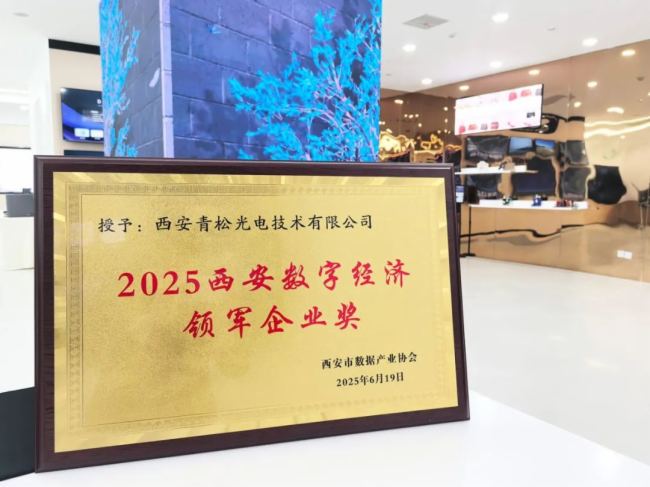 授予：西安青松光电技术有限公司
2025西安数字经济
领军企业奖
西安市数据产业协会
2025年6月19日